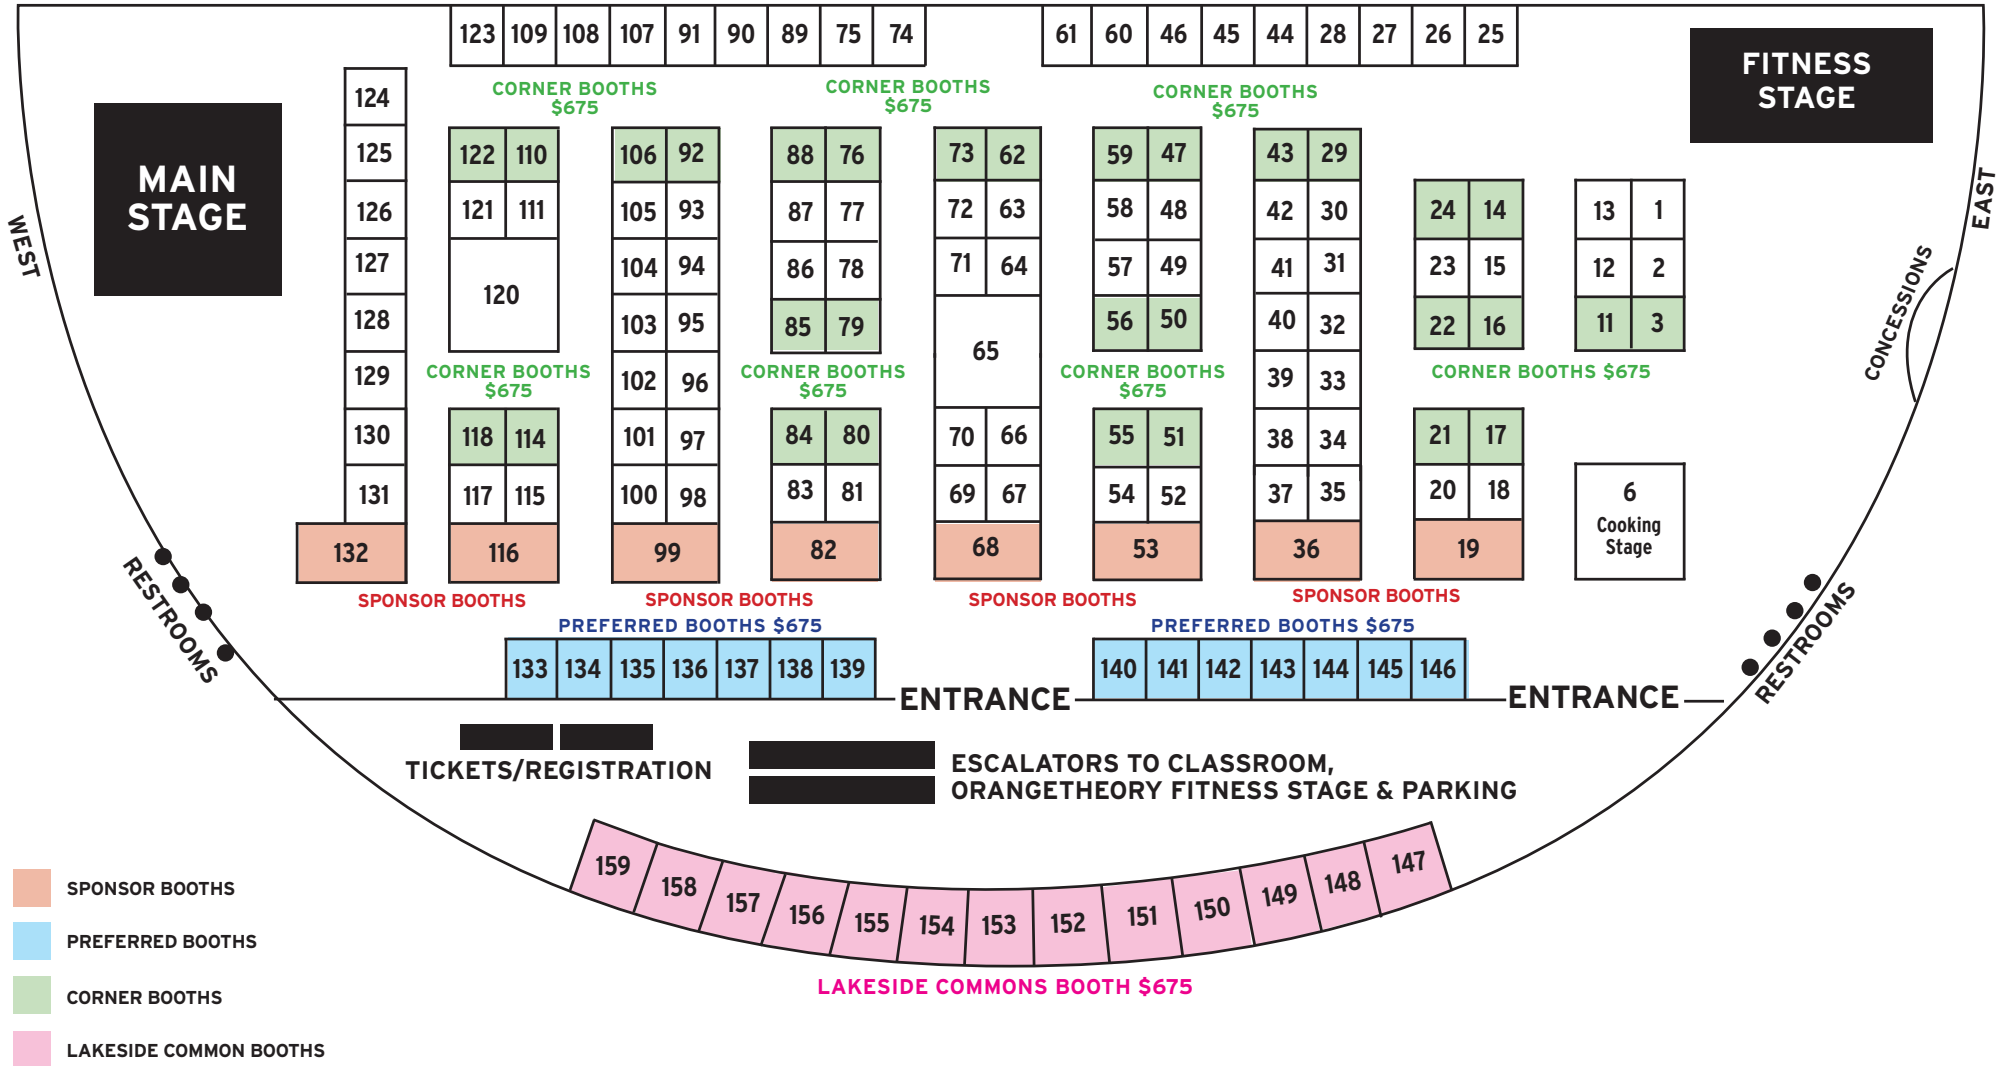 123 109 108 107 91 90 89 75 74
61 60 46 45 44 28 27 26 25
FITNESS
STAGE
MAIN
STAGE
WEST
EAST
CONCESSIONS
CORNER BOOTHS
$675
CORNER BOOTHS
$675
CORNER BOOTHS
$675
124
125
126
127
128
129
130
131
132
122 110
121 111
120
CORNER BOOTHS
$675
118 114
117 115
116
106 92
105 93
104 94
103 95
102 96
101 97
100 98
99
88 76
87 77
86 78
85 79
CORNER BOOTHS
$675
84 80
83 81
82
73 62
72 63
71 64
65
70 66
69 67
68
59 47
58 48
57 49
56 50
CORNER BOOTHS
$675
55 51
54 52
53
43 29
42 30
41 31
40 32
39 33
38 34
37 35
36
24 14
23 15
22 16
13 1
12 2
11 3
CORNER BOOTHS $675
21 17
20 18
19
6
Cooking
Stage
RESTROOMS
RESTROOMS
SPONSOR BOOTHS
SPONSOR BOOTHS
SPONSOR BOOTHS
SPONSOR BOOTHS
PREFERRED BOOTHS $675
PREFERRED BOOTHS $675
133 134 135 136 137 138 139
140 141 142 143 144 145 146
ENTRANCE
ENTRANCE
TICKETS/REGISTRATION
ESCALATORS TO CLASSROOM,
ORANGETHEORY FITNESS STAGE & PARKING
159 158 157 156 155 154 153 152 151 150 149 148 147
LAKESIDE COMMONS BOOTH $675
SPONSOR BOOTHS
PREFERRED BOOTHS
CORNER BOOTHS
LAKESIDE COMMON BOOTHS